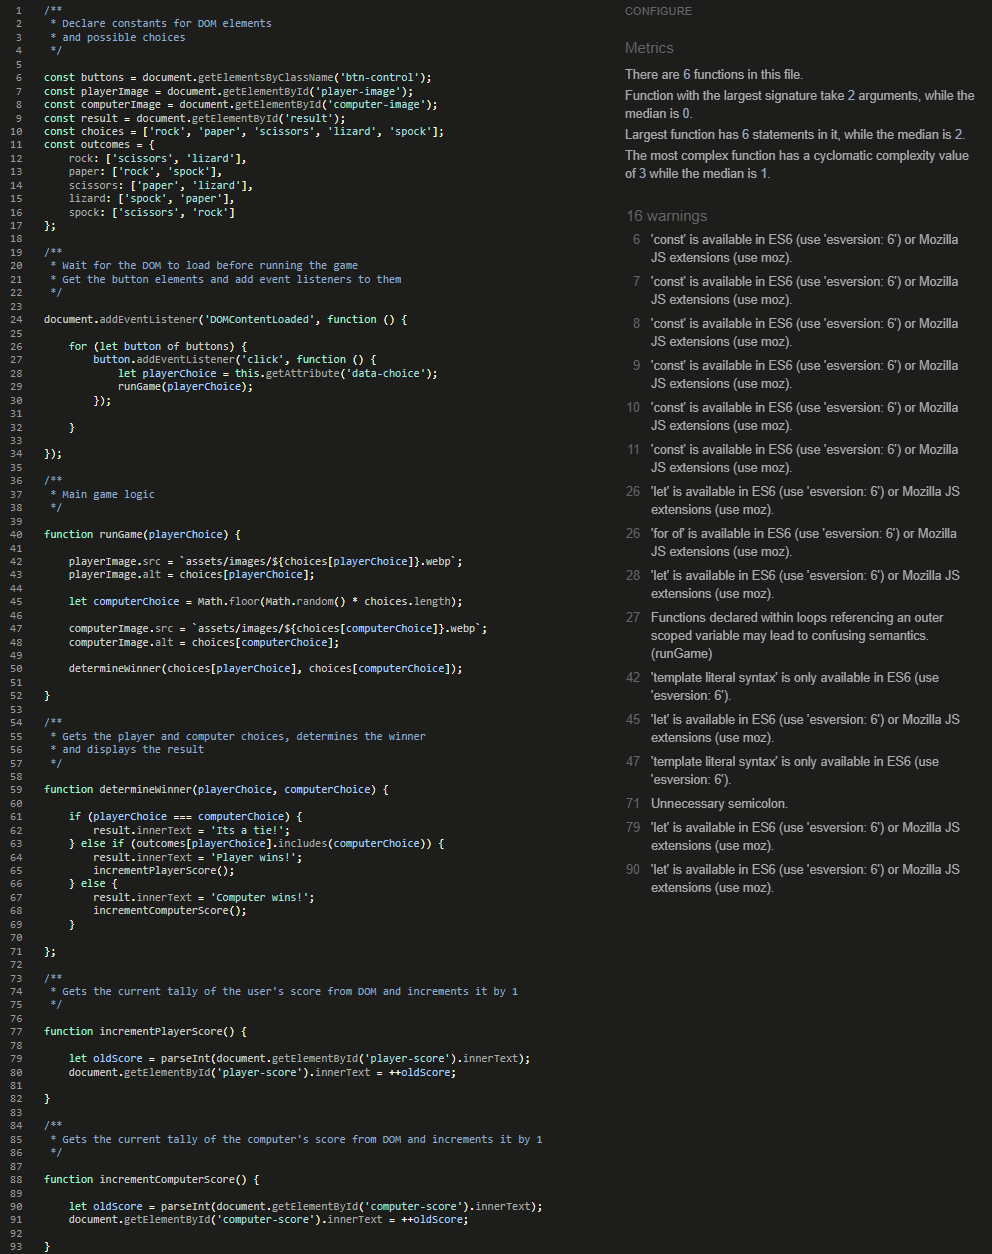 1 /**
2  * Declare constants for DOM elements
3  * and possible choices
4  */
5
6 const buttons = document.getElementsByClassName('btn-control');
7 const playerImage = document.getElementById('player-image');
8 const computerImage = document.getElementById('computer-image');
9 const result = document.getElementById('result');
10 const choices = ['rock', 'paper', 'scissors', 'lizard', 'spock'];
11 const outcomes = {
12     rock: ['scissors', 'lizard'],
13     paper: ['rock', 'spock'],
14     scissors: ['paper', 'lizard'],
15     lizard: ['spock', 'paper'],
16     spock: ['scissors', 'rock']
17 };
18
19 /**
20  * Wait for the DOM to load before running the game
21  * Get the button elements and add event listeners to them
22  */
23
24 document.addEventListener('DOMContentLoaded', function () {
25
26     for (let button of buttons) {
27         button.addEventListener('click', function () {
28             let playerChoice = this.getAttribute('data-choice');
29             runGame(playerChoice);
30         });
31
32     }
33
34 });
35
36 /**
37  * Main game logic
38  */
39
40 function runGame(playerChoice) {
41
42     playerImage.src = `assets/images/${choices[playerChoice]}.webp`;
43     playerImage.alt = choices[playerChoice];
44
45     let computerChoice = Math.floor(Math.random() * choices.length);
46
47     computerImage.src = `assets/images/${choices[computerChoice]}.webp`;
48     computerImage.alt = choices[computerChoice];
49
50     determineWinner(choices[playerChoice], choices[computerChoice]);
51
52 }
53
54 /**
55  * Gets the player and computer choices, determines the winner
56  * and displays the result
57  */
58
59 function determineWinner(playerChoice, computerChoice) {
60
61     if (playerChoice === computerChoice) {
62         result.innerText = 'Its a tie!';
63     } else if (outcomes[playerChoice].includes(computerChoice)) {
64         result.innerText = 'Player wins!';
65         incrementPlayerScore();
66     } else {
67         result.innerText = 'Computer wins!';
68         incrementComputerScore();
69     }
70
71 };
72
73 /**
74  * Gets the current tally of the user's score from DOM and increments it by 1
75  */
76
77 function incrementPlayerScore() {
78
79     let oldScore = parseInt(document.getElementById('player-score').innerText);
80     document.getElementById('player-score').innerText = ++oldScore;
81
82 }
83
84 /**
85  * Gets the current tally of the computer's score from DOM and increments it by 1
86  */
87
88 function incrementComputerScore() {
89
90     let oldScore = parseInt(document.getElementById('computer-score').innerText);
91     document.getElementById('computer-score').innerText = ++oldScore;
92
93 }
CONFIGURE
Metrics
There are 6 functions in this file.
Function with the largest signature take 2 arguments, while the
median is 0.
Largest function has 6 statements in it, while the median is 2.
The most complex function has a cyclomatic complexity value
of 3 while the median is 1.
16 warnings
6 'const' is available in ES6 (use 'esversion: 6') or Mozilla
JS extensions (use moz).
7 'const' is available in ES6 (use 'esversion: 6') or Mozilla
JS extensions (use moz).
8 'const' is available in ES6 (use 'esversion: 6') or Mozilla
JS extensions (use moz).
9 'const' is available in ES6 (use 'esversion: 6') or Mozilla
JS extensions (use moz).
10 'const' is available in ES6 (use 'esversion: 6') or Mozilla
JS extensions (use moz).
11 'const' is available in ES6 (use 'esversion: 6') or Mozilla
JS extensions (use moz).
26 'let' is available in ES6 (use 'esversion: 6') or Mozilla JS
extensions (use moz).
26 'for of' is available in ES6 (use 'esversion: 6') or Mozilla
JS extensions (use moz).
28 'let' is available in ES6 (use 'esversion: 6') or Mozilla JS
extensions (use moz).
27 Functions declared within loops referencing an outer
scoped variable may lead to confusing semantics.
(runGame)
42 'template literal syntax' is only available in ES6 (use
'esversion: 6').
45 'let' is available in ES6 (use 'esversion: 6') or Mozilla JS
extensions (use moz).
47 'template literal syntax' is only available in ES6 (use
'esversion: 6').
71 Unnecessary semicolon.
79 'let' is available in ES6 (use 'esversion: 6') or Mozilla JS
extensions (use moz).
90 'let' is available in ES6 (use 'esversion: 6') or Mozilla JS
extensions (use moz).